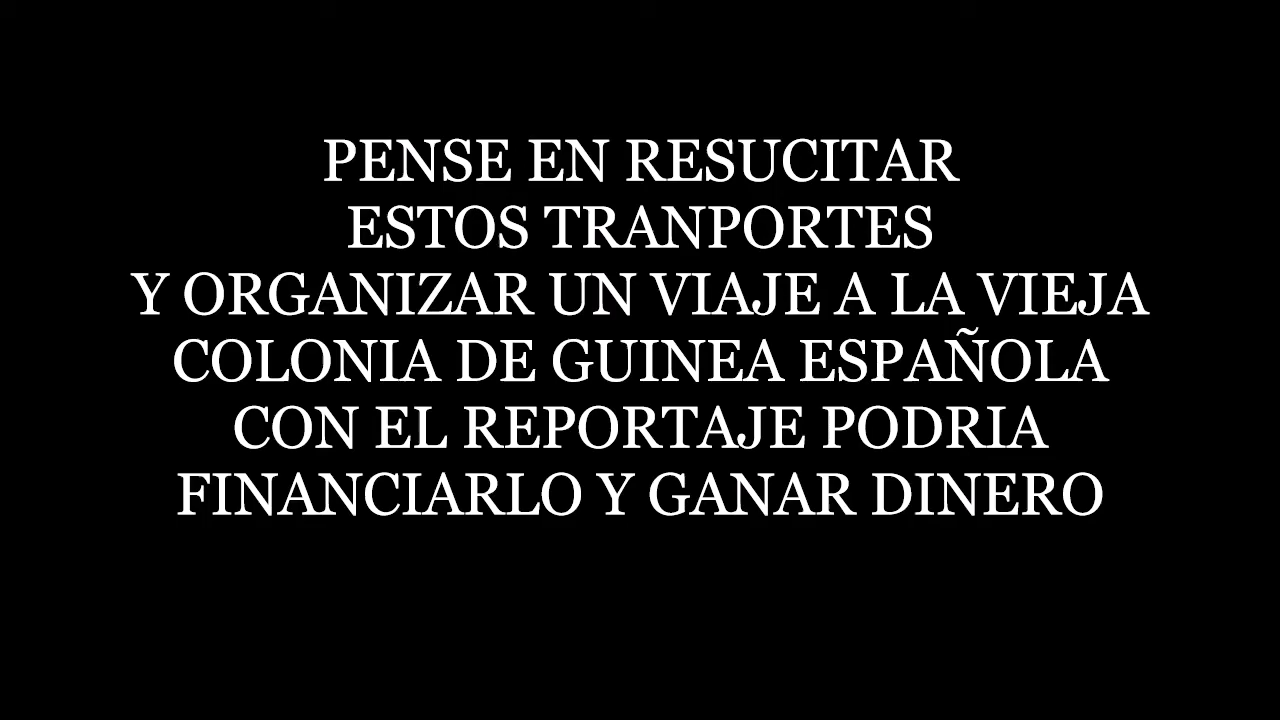 PENSE EN RESUCITAR
ESTOS TRANPORTES
Y ORGANIZAR UN VIAJE A LA VIEJA
COLONIA DE GUINEA ESPAÑOLA
CON EL REPORTAJE PODRIA
FINANCIARLO Y GANAR DINERO